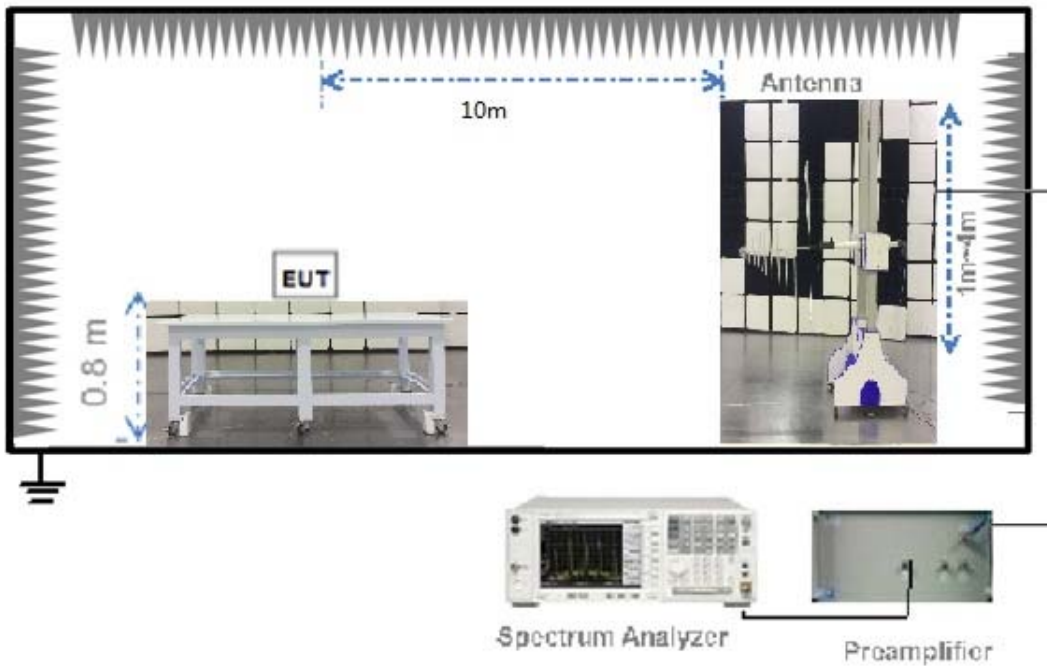 Antenna
10m
1m~4m
EUT
0.8 m
Spectrum Analyzer
Preamplifier